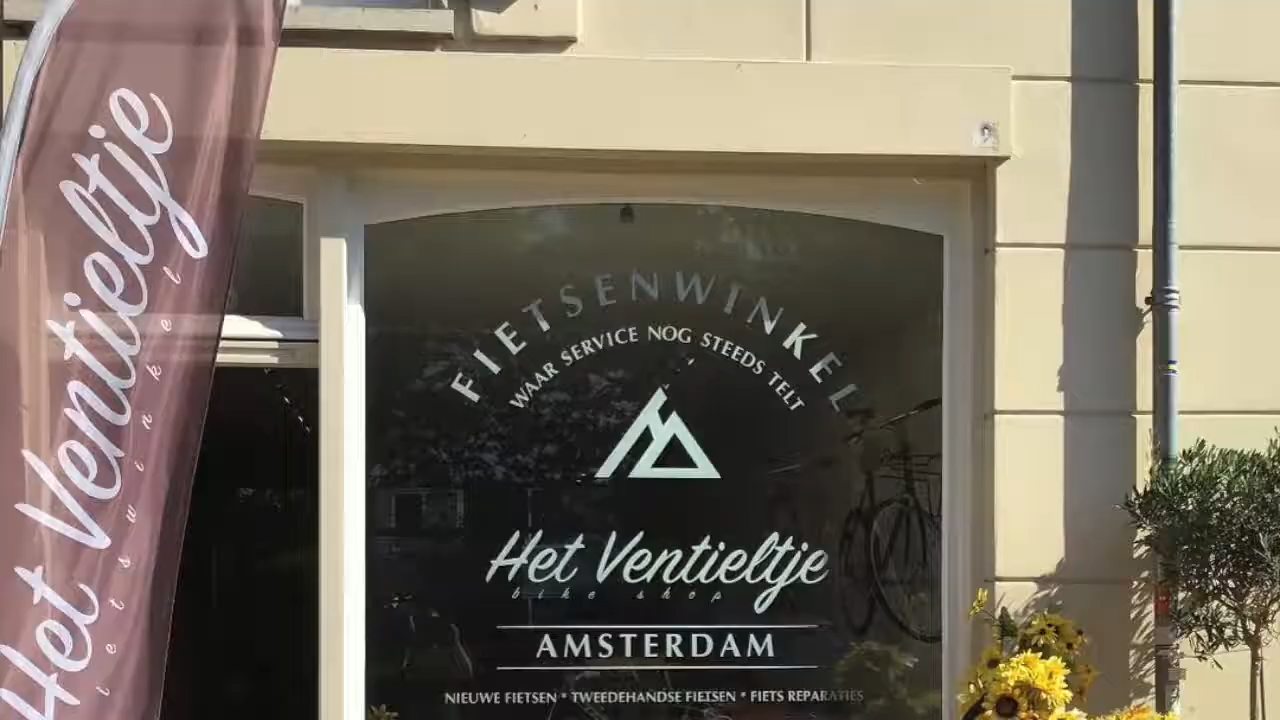 Het Ventieltje
fietswinkel
FIETSENWINKEL
WAAR SERVICE NOG STEEDS TELT
Het Ventieltje
bike shop
AMSTERDAM
NIEUWE FIETSEN * TWEEDEHANDSE FIETSEN * FIETS REPARATIES